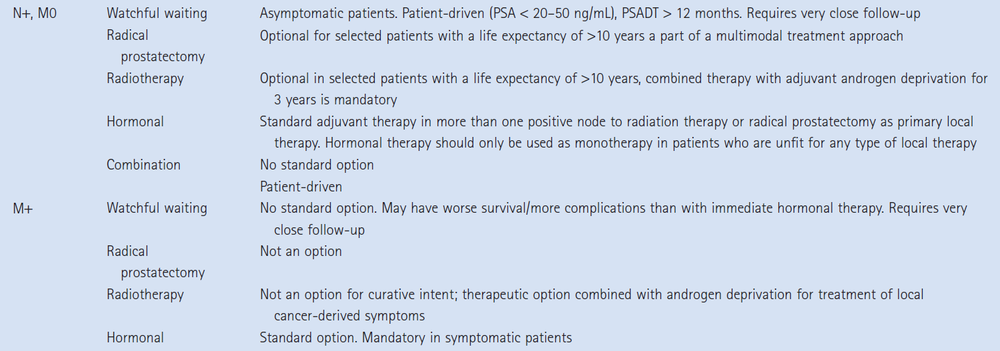 N+, M0 Watchful waiting Asymptomatic patients. Patient-driven (PSA < 20–50 ng/mL), PSADT > 12 months. Requires very close follow-up
Radical Optional for selected patients with a life expectancy of >10 years a part of a multimodal treatment approach
prostatectomy
Radiotherapy Optional in selected patients with a life expectancy of >10 years, combined therapy with adjuvant androgen deprivation for
3 years is mandatory
Hormonal Standard adjuvant therapy in more than one positive node to radiation therapy or radical prostatectomy as primary local
therapy. Hormonal therapy should only be used as monotherapy in patients who are unfit for any type of local therapy
Combination No standard option
Patient-driven
M+ Watchful waiting No standard option. May have worse survival/more complications than with immediate hormonal therapy. Requires very
close follow-up
Radical Not an option
prostatectomy
Radiotherapy Not an option for curative intent; therapeutic option combined with androgen deprivation for treatment of local
cancer-derived symptoms
Hormonal Standard option. Mandatory in symptomatic patients